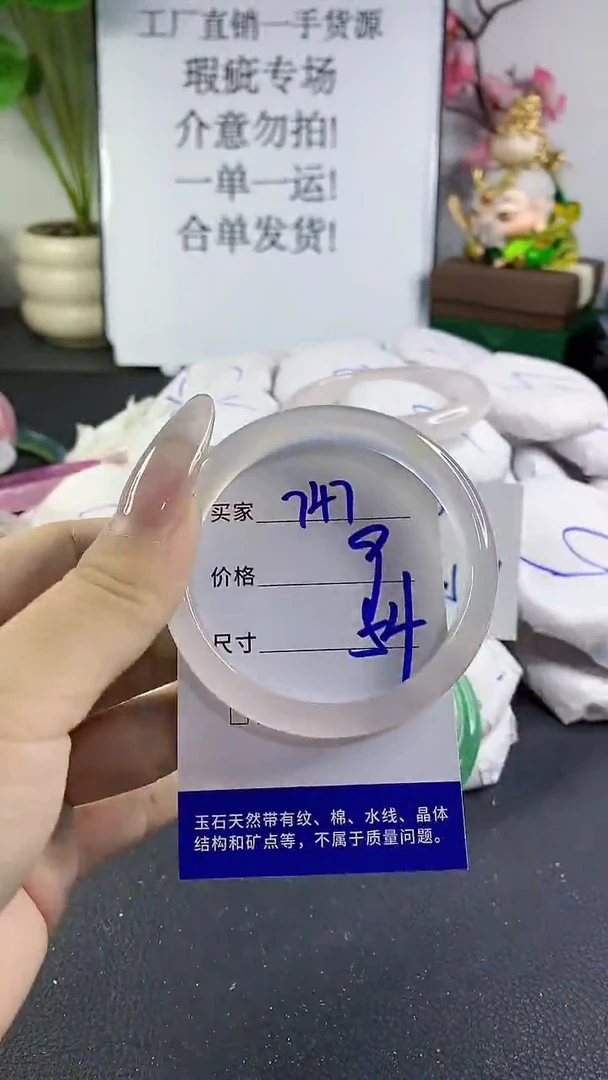 工厂直销一手货源
瑕疵专场
介意勿拍!
一单一运!
合单发货!
买家 747
价格 9
尺寸 54
玉石天然带有纹、棉、水线、晶体
结构和矿点等，不属于质量问题。